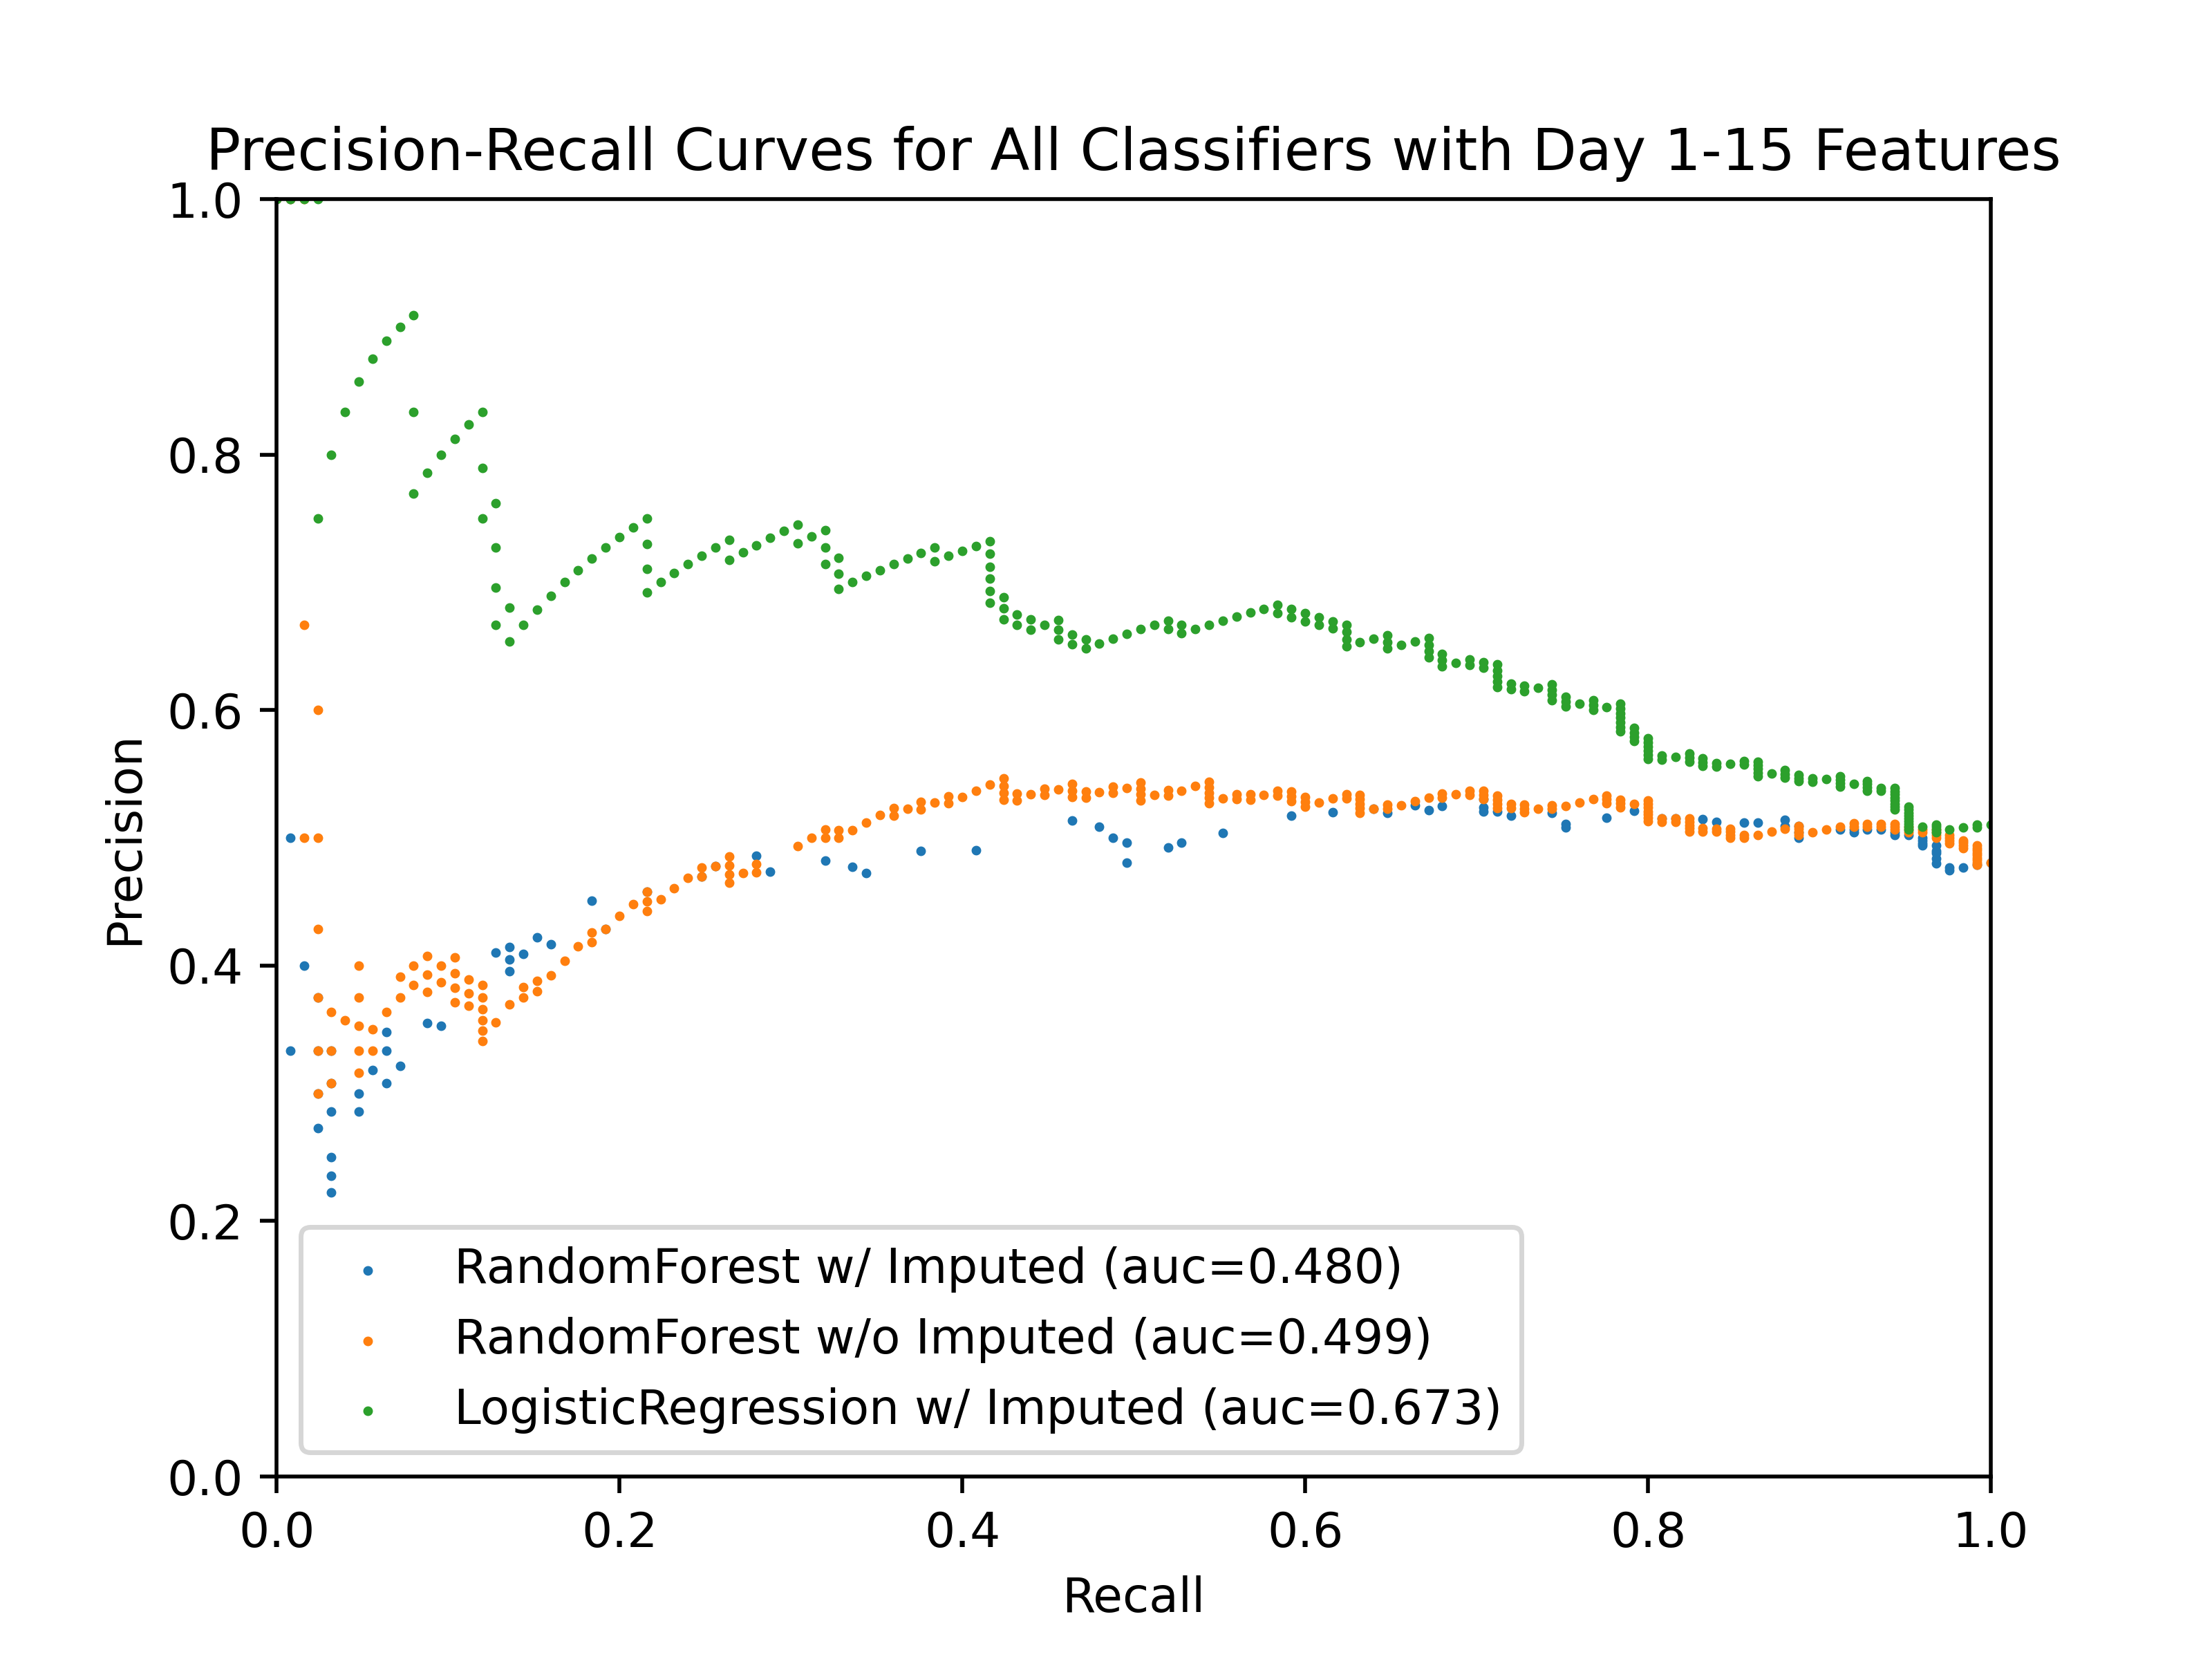 Precision-Recall Curves for All Classifiers with Day 1-15 Features
1.0
0.8
0.6
0.4
0.2
0.0
Precision
RandomForest w/ Imputed (auc=0.480)
RandomForest w/o Imputed (auc=0.499)
LogisticRegression w/ Imputed (auc=0.673)
0.0 0.2 0.4 0.6 0.8 1.0
Recall